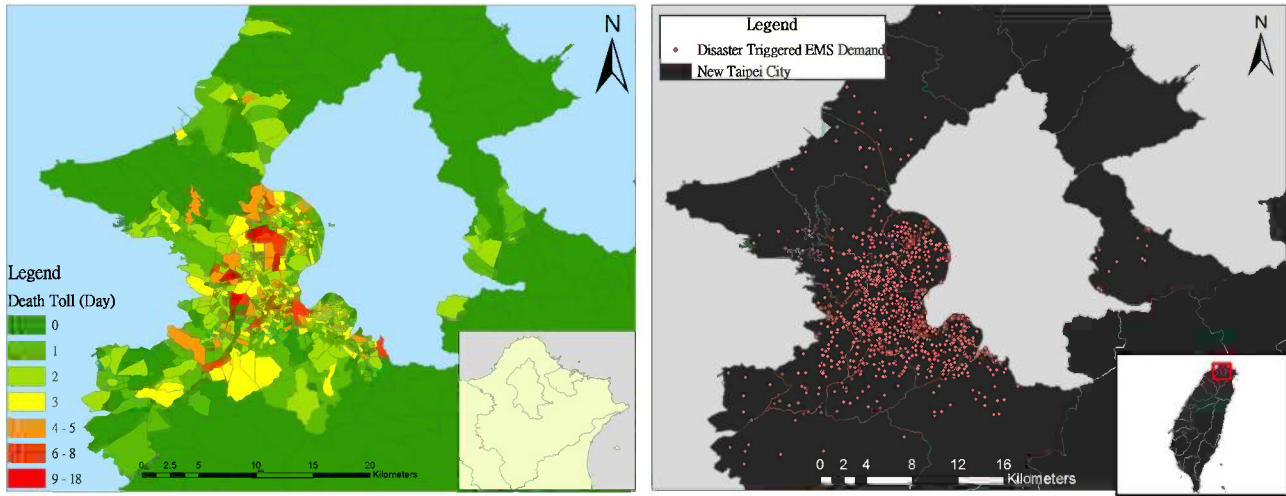 N
Legend
Death Toll (Day)
0
1
2
3
4 - 5
6 - 8
9 - 18
0 2.5 5 10 15 20
Kilometers
Legend
Disaster Triggered EMS Demand
New Taipei City
N
0 2 4 8 12 16
Kilometers